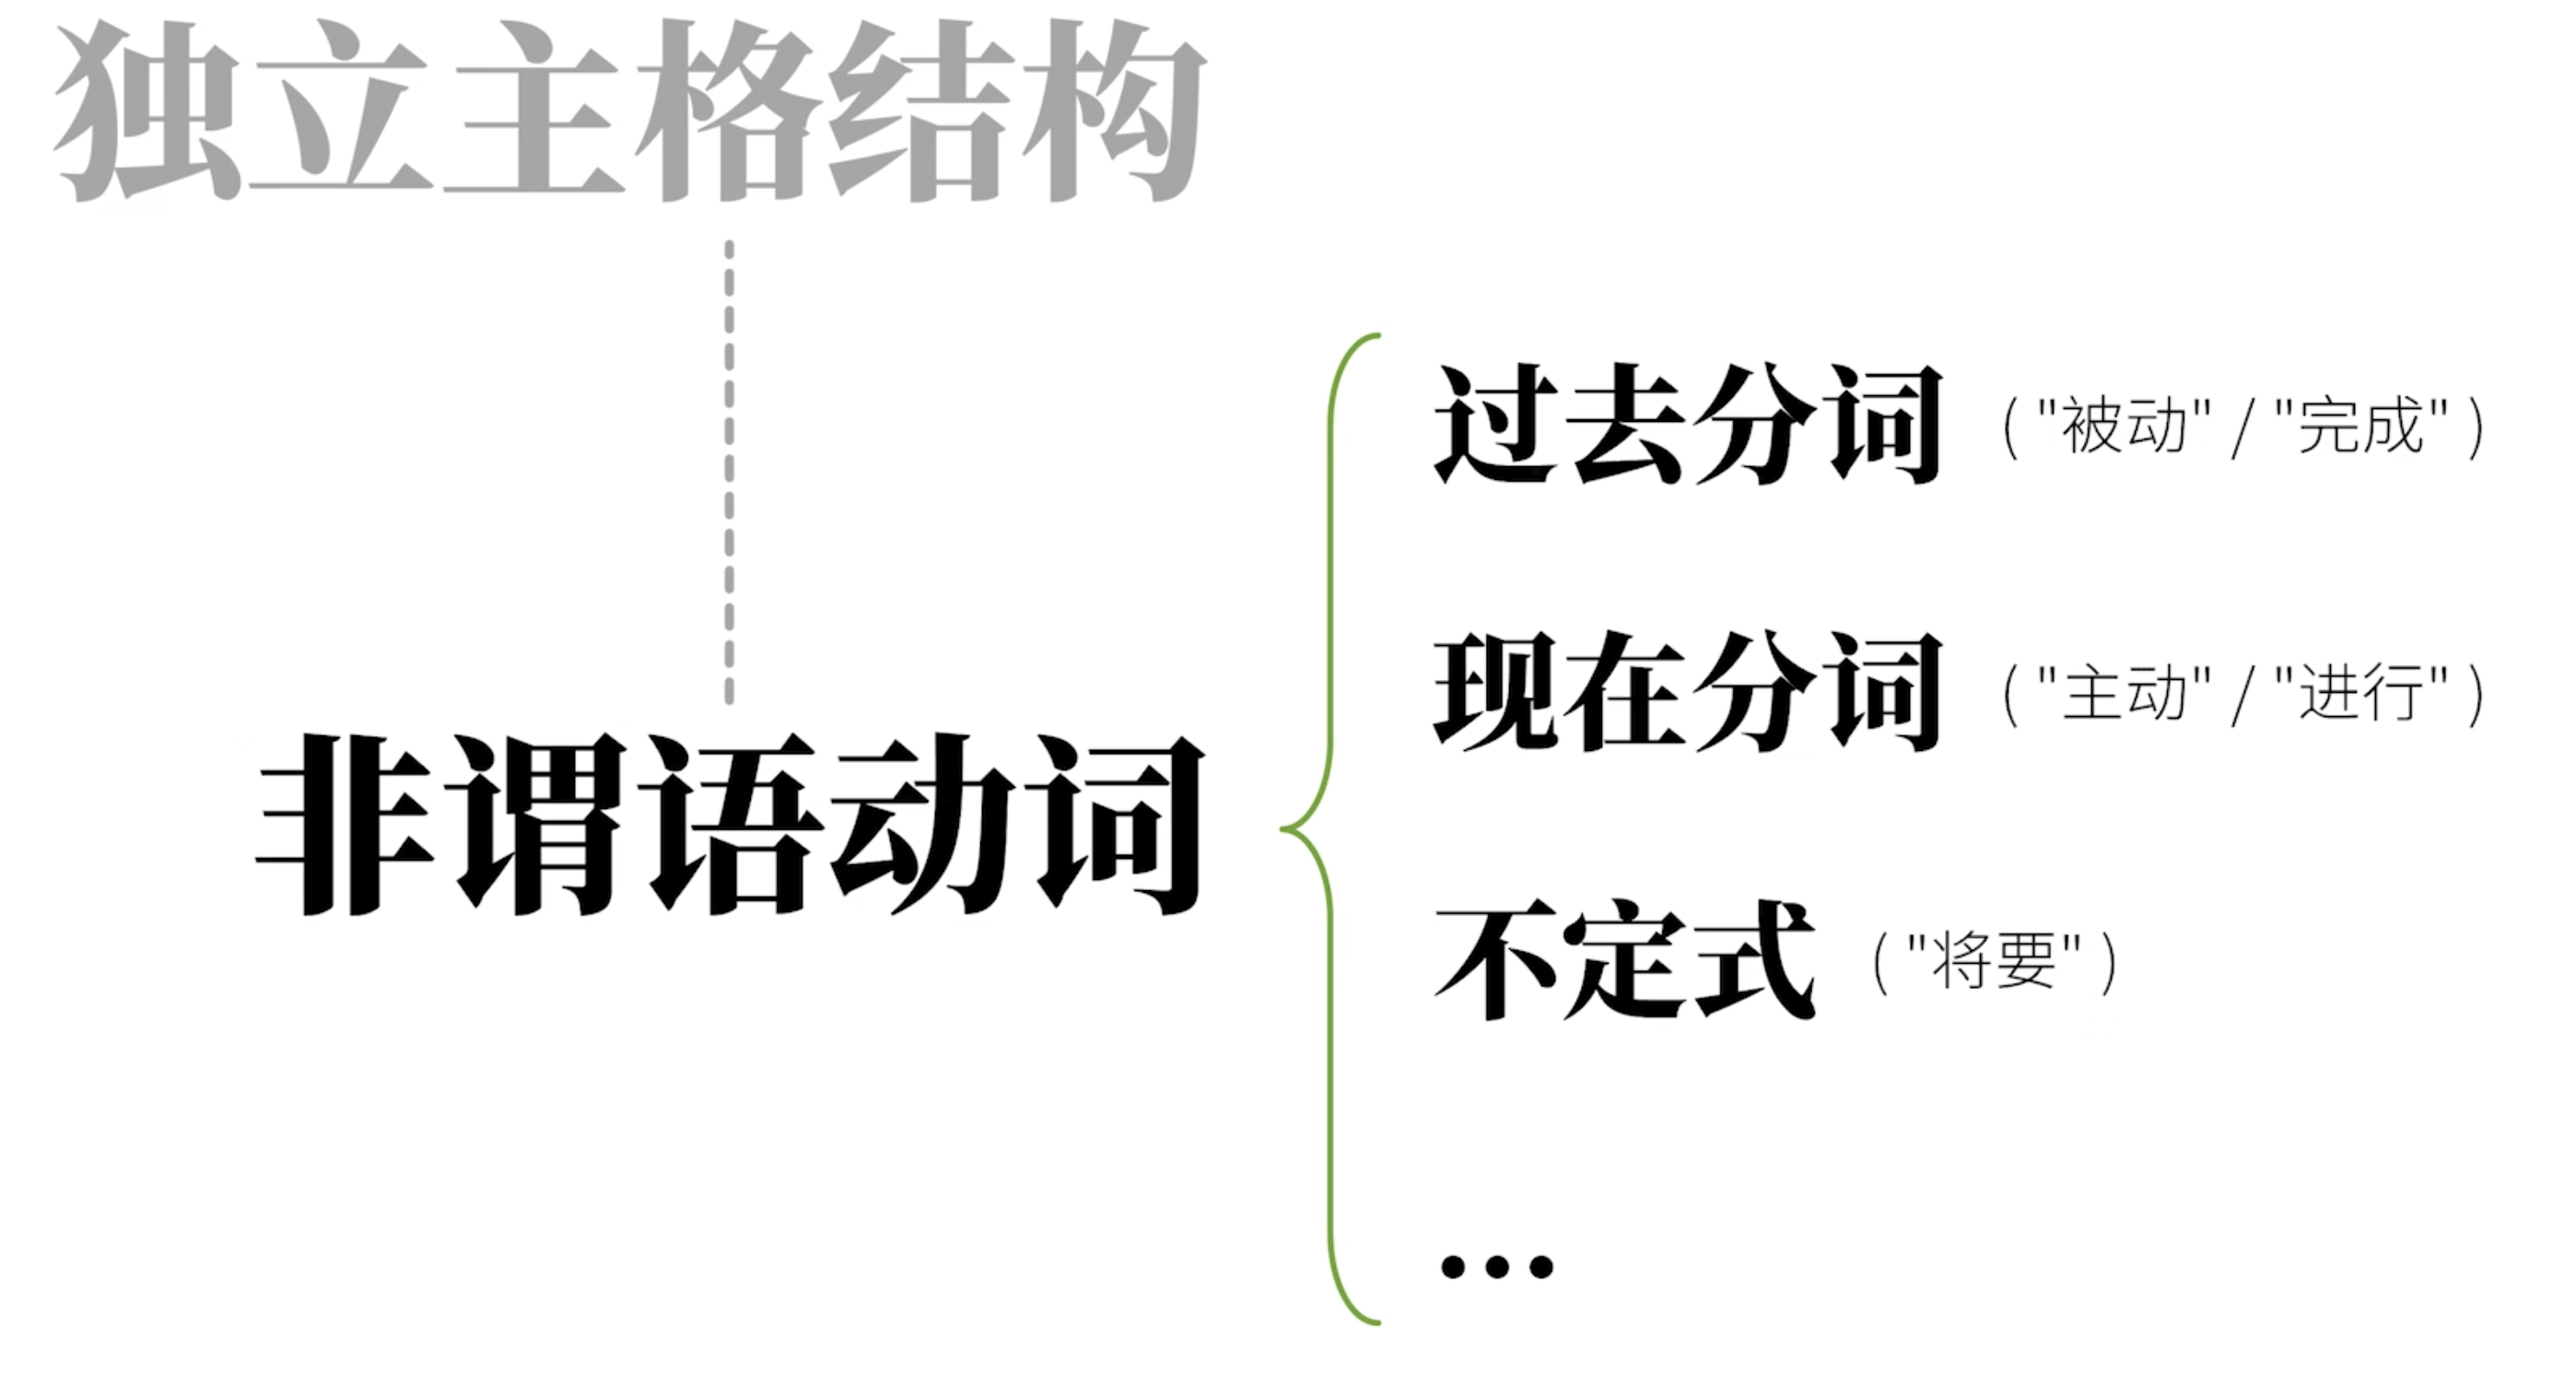 独立主格结构
过去分词 ("被动" / "完成")
现在分词 ("主动" / "进行")
非谓语动词
不定式 ("将要")
...